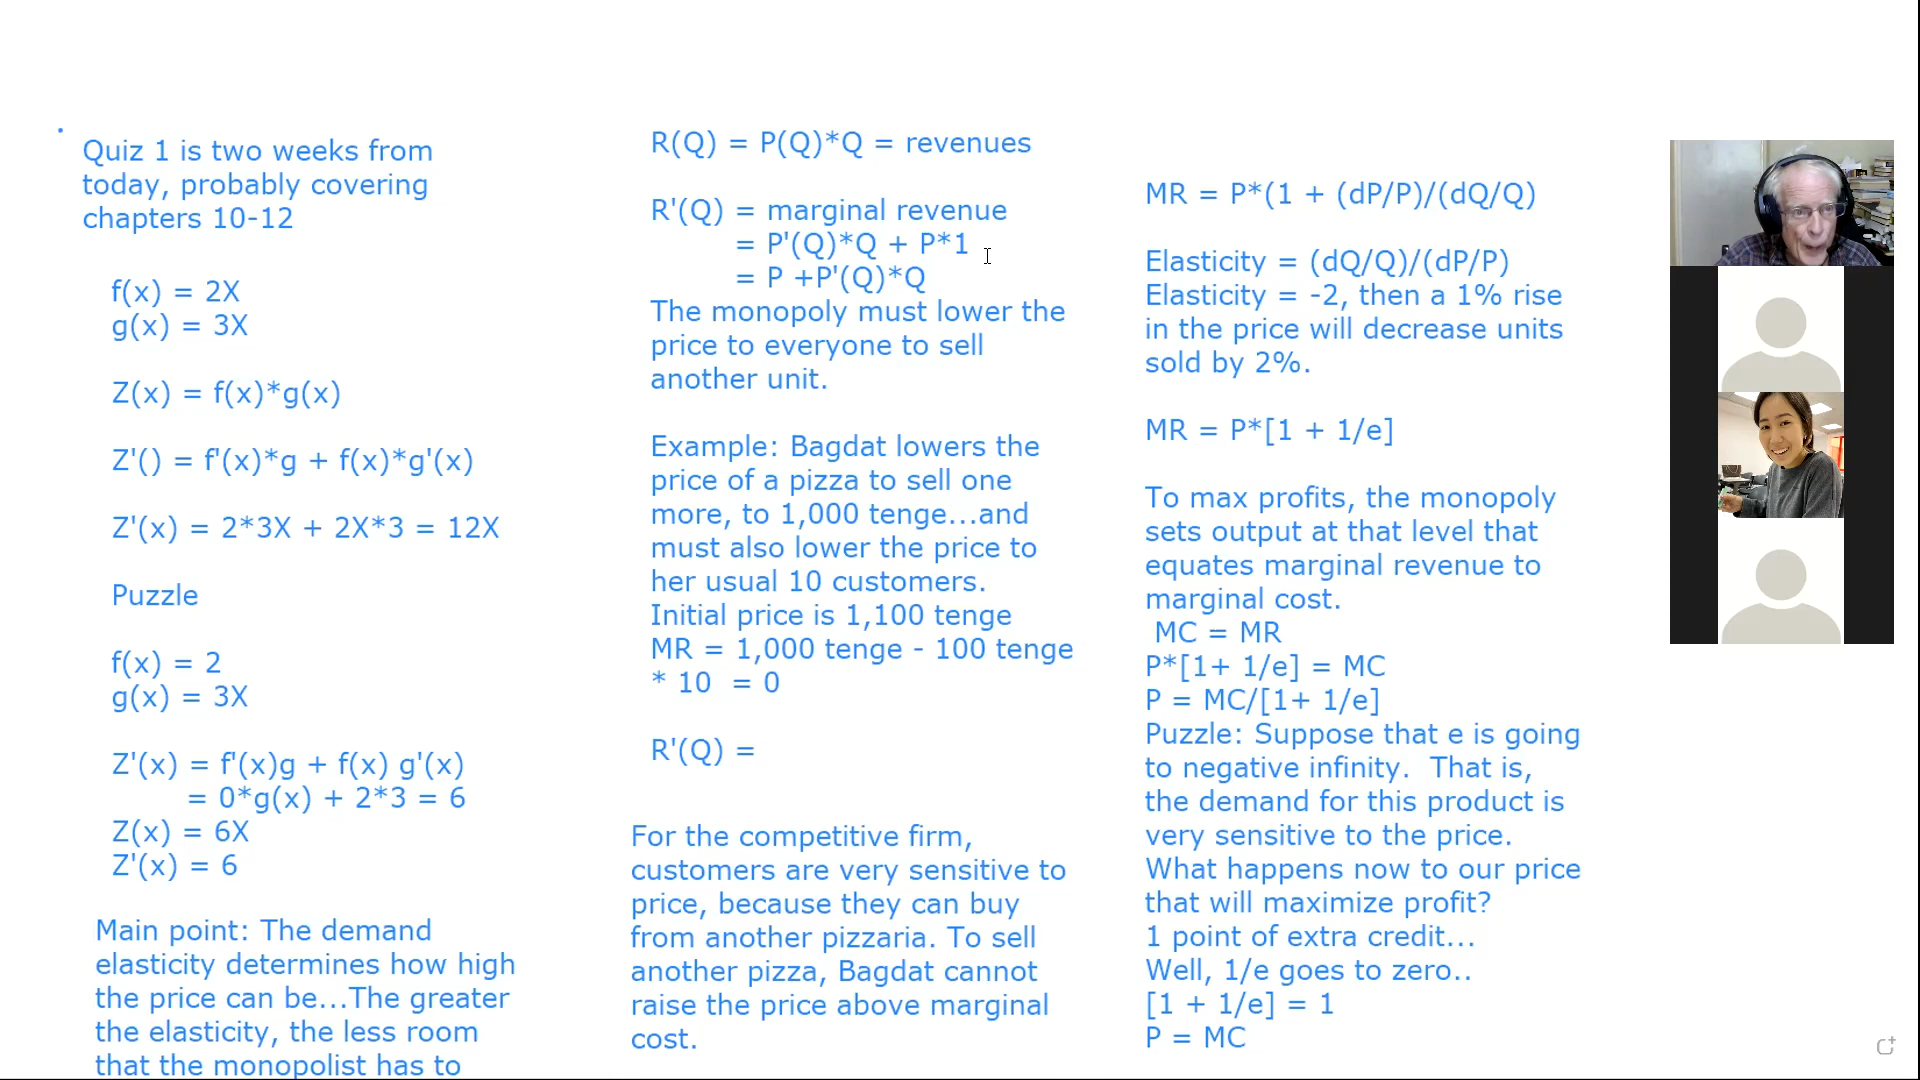 Quiz 1 is two weeks from
today, probably covering
chapters 10-12
f(x) = 2X
g(x) = 3X
Z(x) = f(x)*g(x)
Z'() = f'(x)*g + f(x)*g'(x)
Z'(x) = 2*3X + 2X*3 = 12X
Puzzle
f(x) = 2
g(x) = 3X
Z'(x) = f'(x)g + f(x) g'(x)
= 0*g(x) + 2*3 = 6
Z(x) = 6X
Z'(x) = 6
Main point: The demand
elasticity determines how high
the price can be...The greater
the elasticity, the less room
that the monopolist has to
R(Q) = P(Q)*Q = revenues
R'(Q) = marginal revenue
= P'(Q)*Q + P*1
= P +P'(Q)*Q
The monopoly must lower the
price to everyone to sell
another unit.
Example: Bagdat lowers the
price of a pizza to sell one
more, to 1,000 tenge...and
must also lower the price to
her usual 10 customers.
Initial price is 1,100 tenge
MR = 1,000 tenge - 100 tenge
* 10 = 0
R'(Q) =
For the competitive firm,
customers are very sensitive to
price, because they can buy
from another pizzaria. To sell
another pizza, Bagdat cannot
raise the price above marginal
cost.
MR = P*(1 + (dP/P)/(dQ/Q)
Elasticity = (dQ/Q)/(dP/P)
Elasticity = -2, then a 1% rise
in the price will decrease units
sold by 2%.
MR = P*[1 + 1/e]
To max profits, the monopoly
sets output at that level that
equates marginal revenue to
marginal cost.
MC = MR
P*[1+ 1/e] = MC
P = MC/[1+ 1/e]
Puzzle: Suppose that e is going
to negative infinity. That is,
the demand for this product is
very sensitive to the price.
What happens now to our price
that will maximize profit?
1 point of extra credit...
Well, 1/e goes to zero..
[1 + 1/e] = 1
P = MC